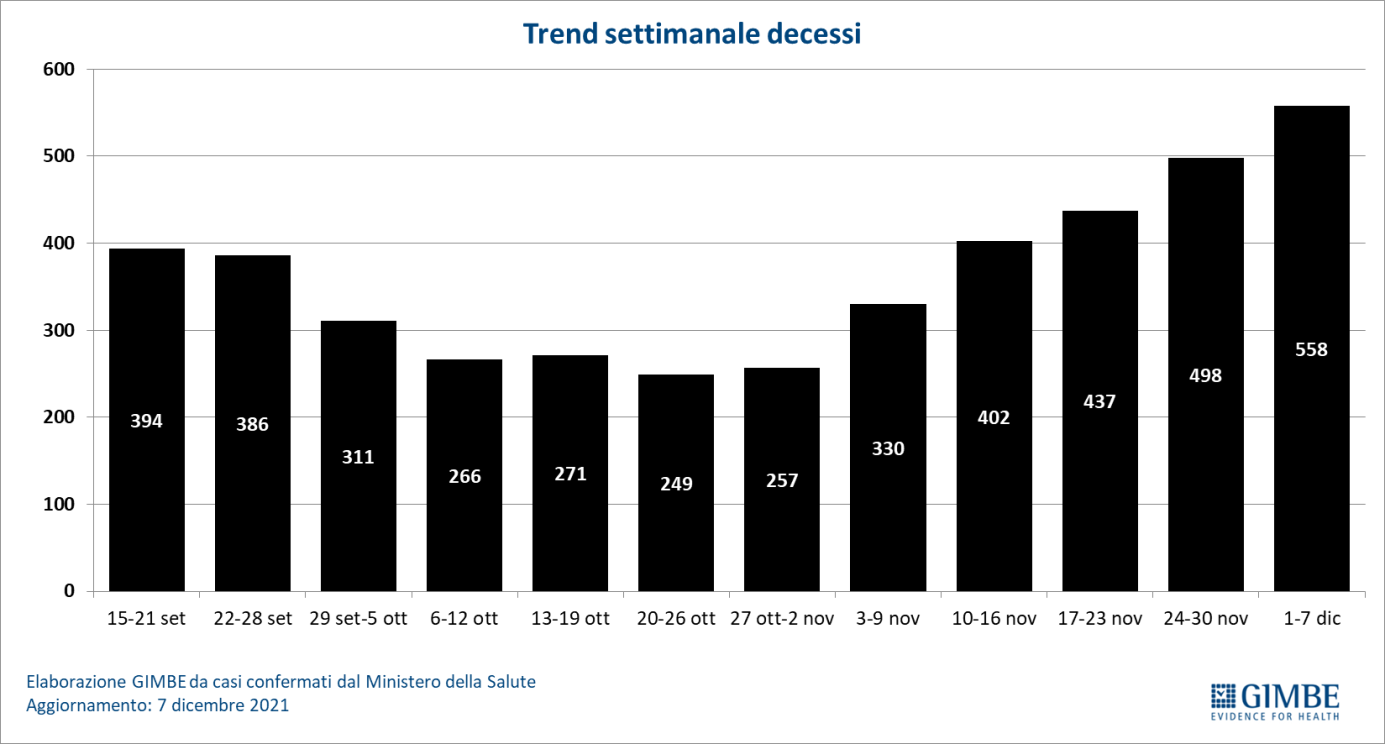 Trend settimanale decessi
600
500
400
300
200
100
0
394
386
311
266
271
249
257
330
402
437
498
558
15-21 set
22-28 set
29 set-5 ott
6-12 ott
13-19 ott
20-26 ott
27 ott-2 nov
3-9 nov
10-16 nov
17-23 nov
24-30 nov
1-7 dic
Elaborazione GIMBE da casi confermati dal Ministero della Salute
Aggiornamento: 7 dicembre 2021
GIMBE
EVIDENCE FOR HEALTH